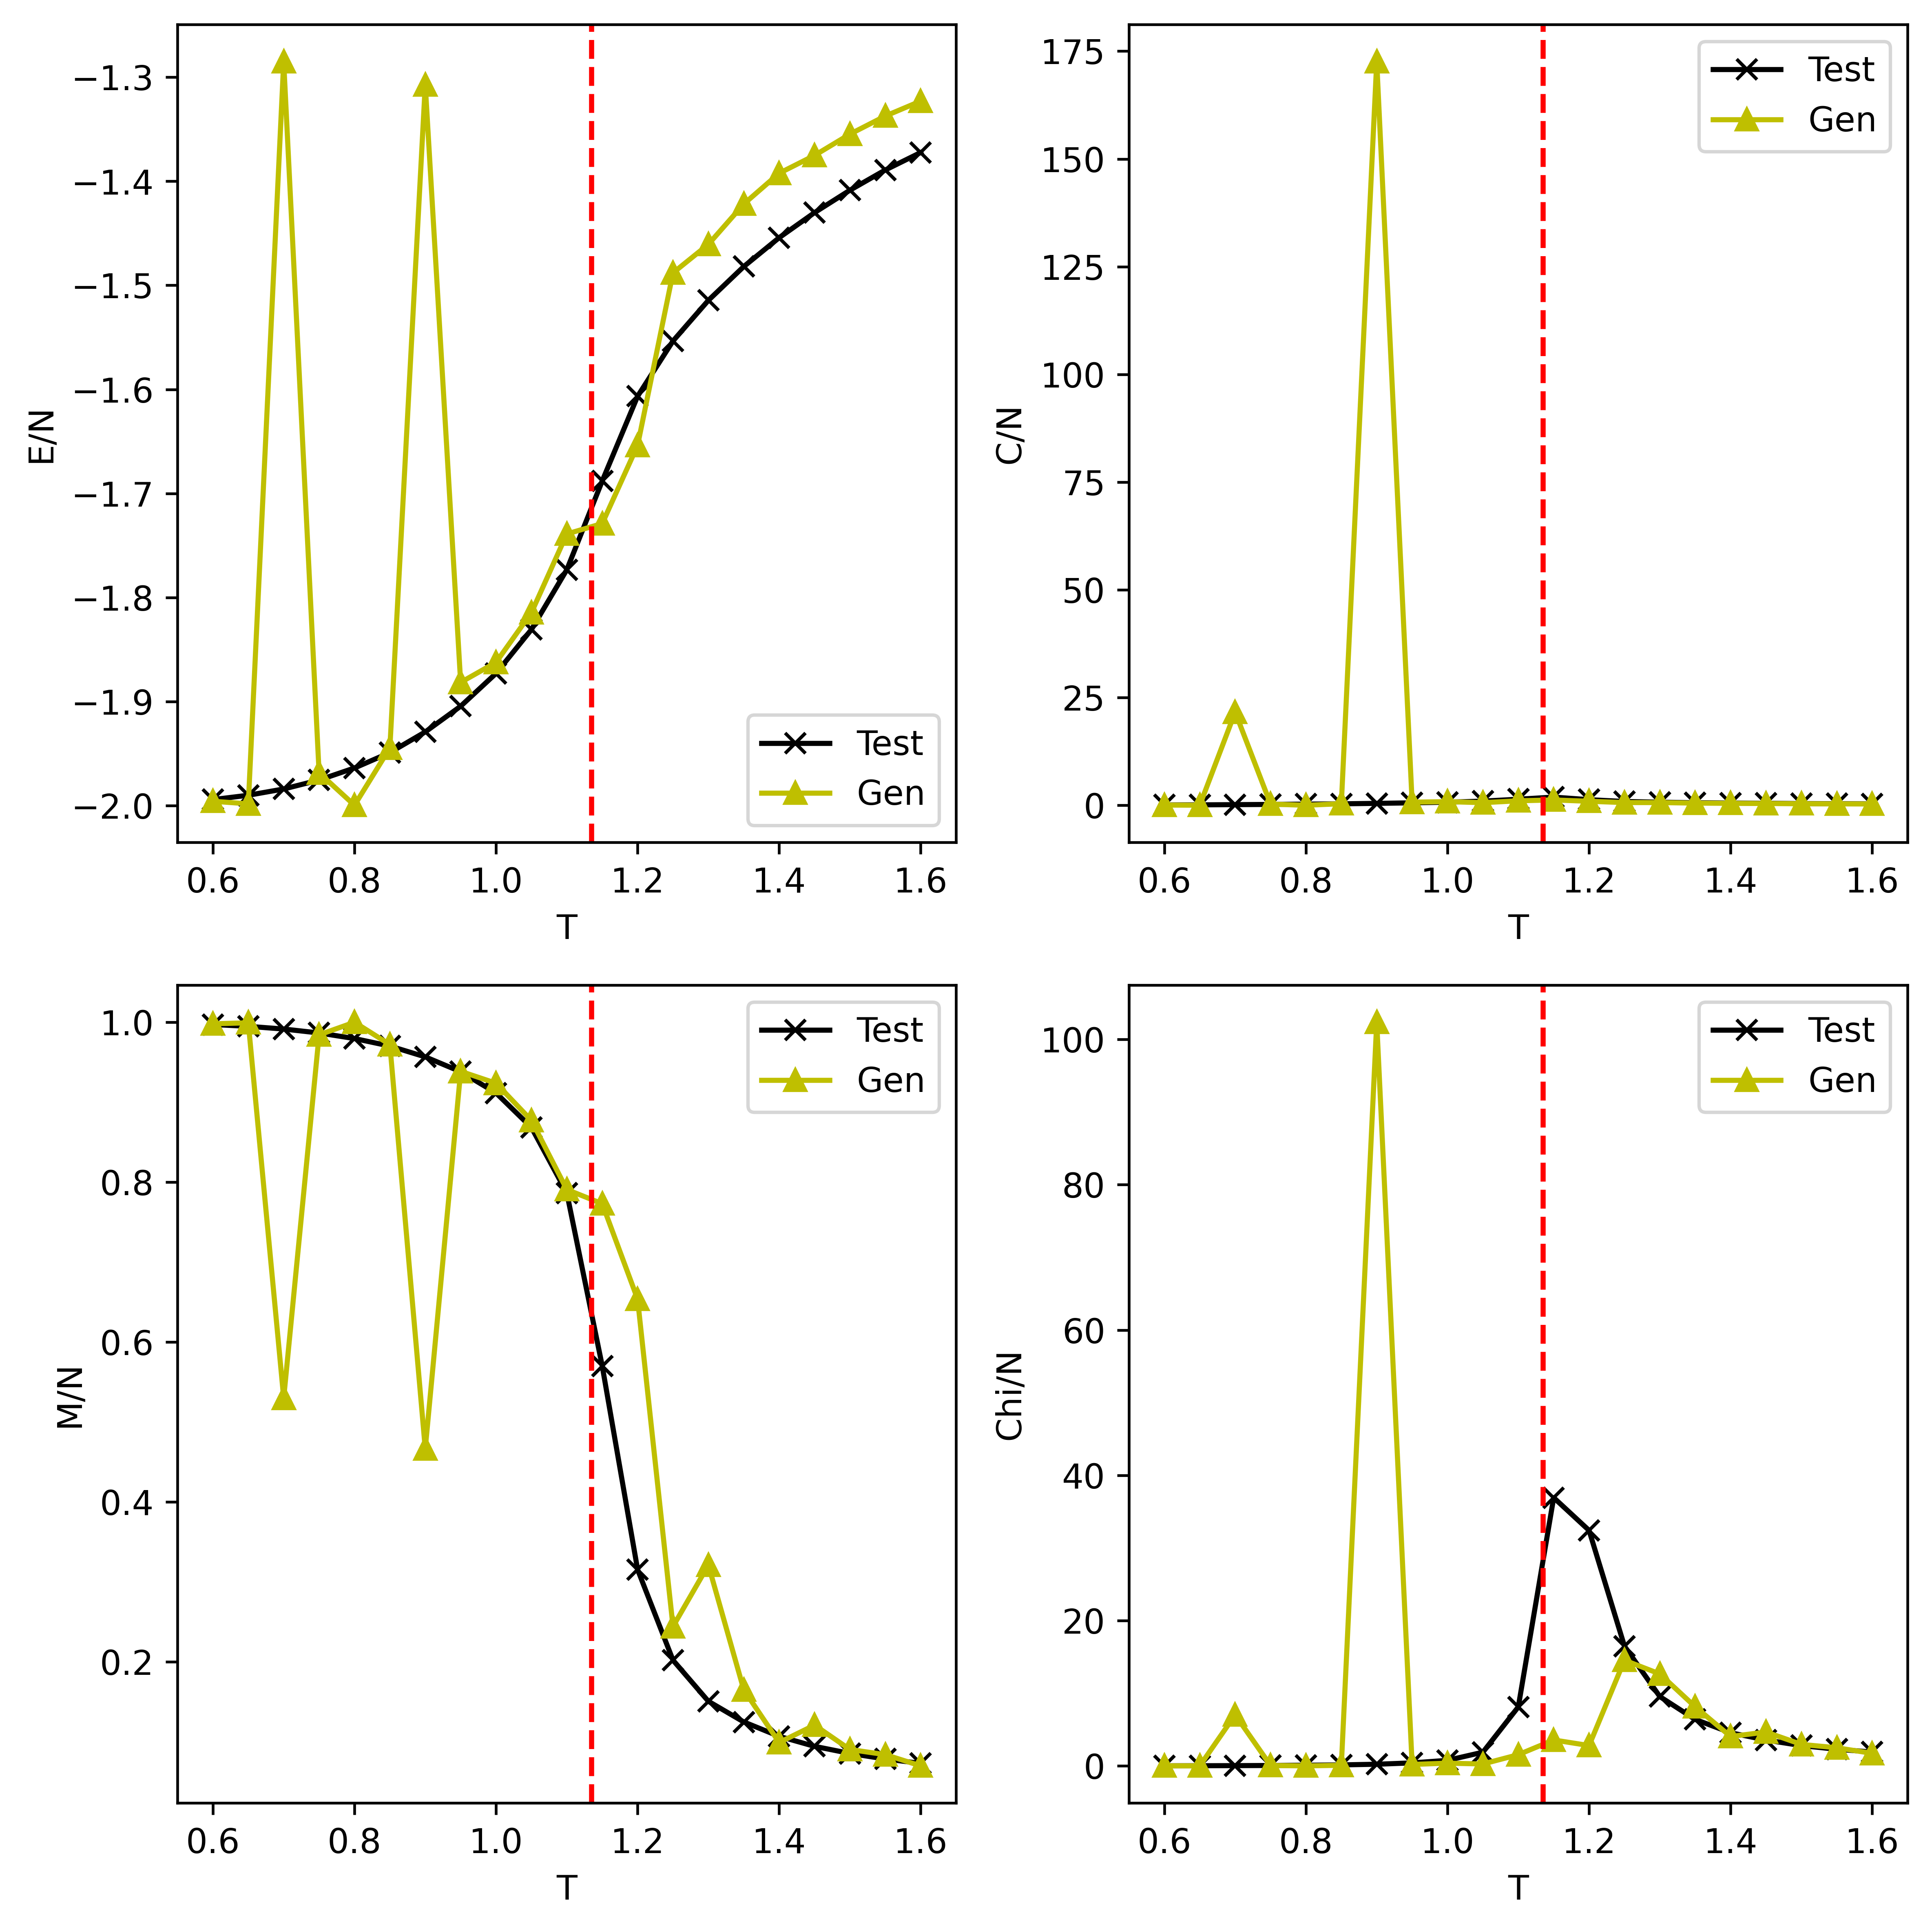 E/N
−1.3
−1.4
−1.5
−1.6
−1.7
−1.8
−1.9
−2.0
0.6 0.8 1.0 1.2 1.4 1.6
T
Test
Gen
C/N
175
150
125
100
75
50
25
0
0.6 0.8 1.0 1.2 1.4 1.6
T
Test
Gen
M/N
1.0
0.8
0.6
0.4
0.2
0.6 0.8 1.0 1.2 1.4 1.6
T
Test
Gen
Chi/N
100
80
60
40
20
0
0.6 0.8 1.0 1.2 1.4 1.6
T
Test
Gen